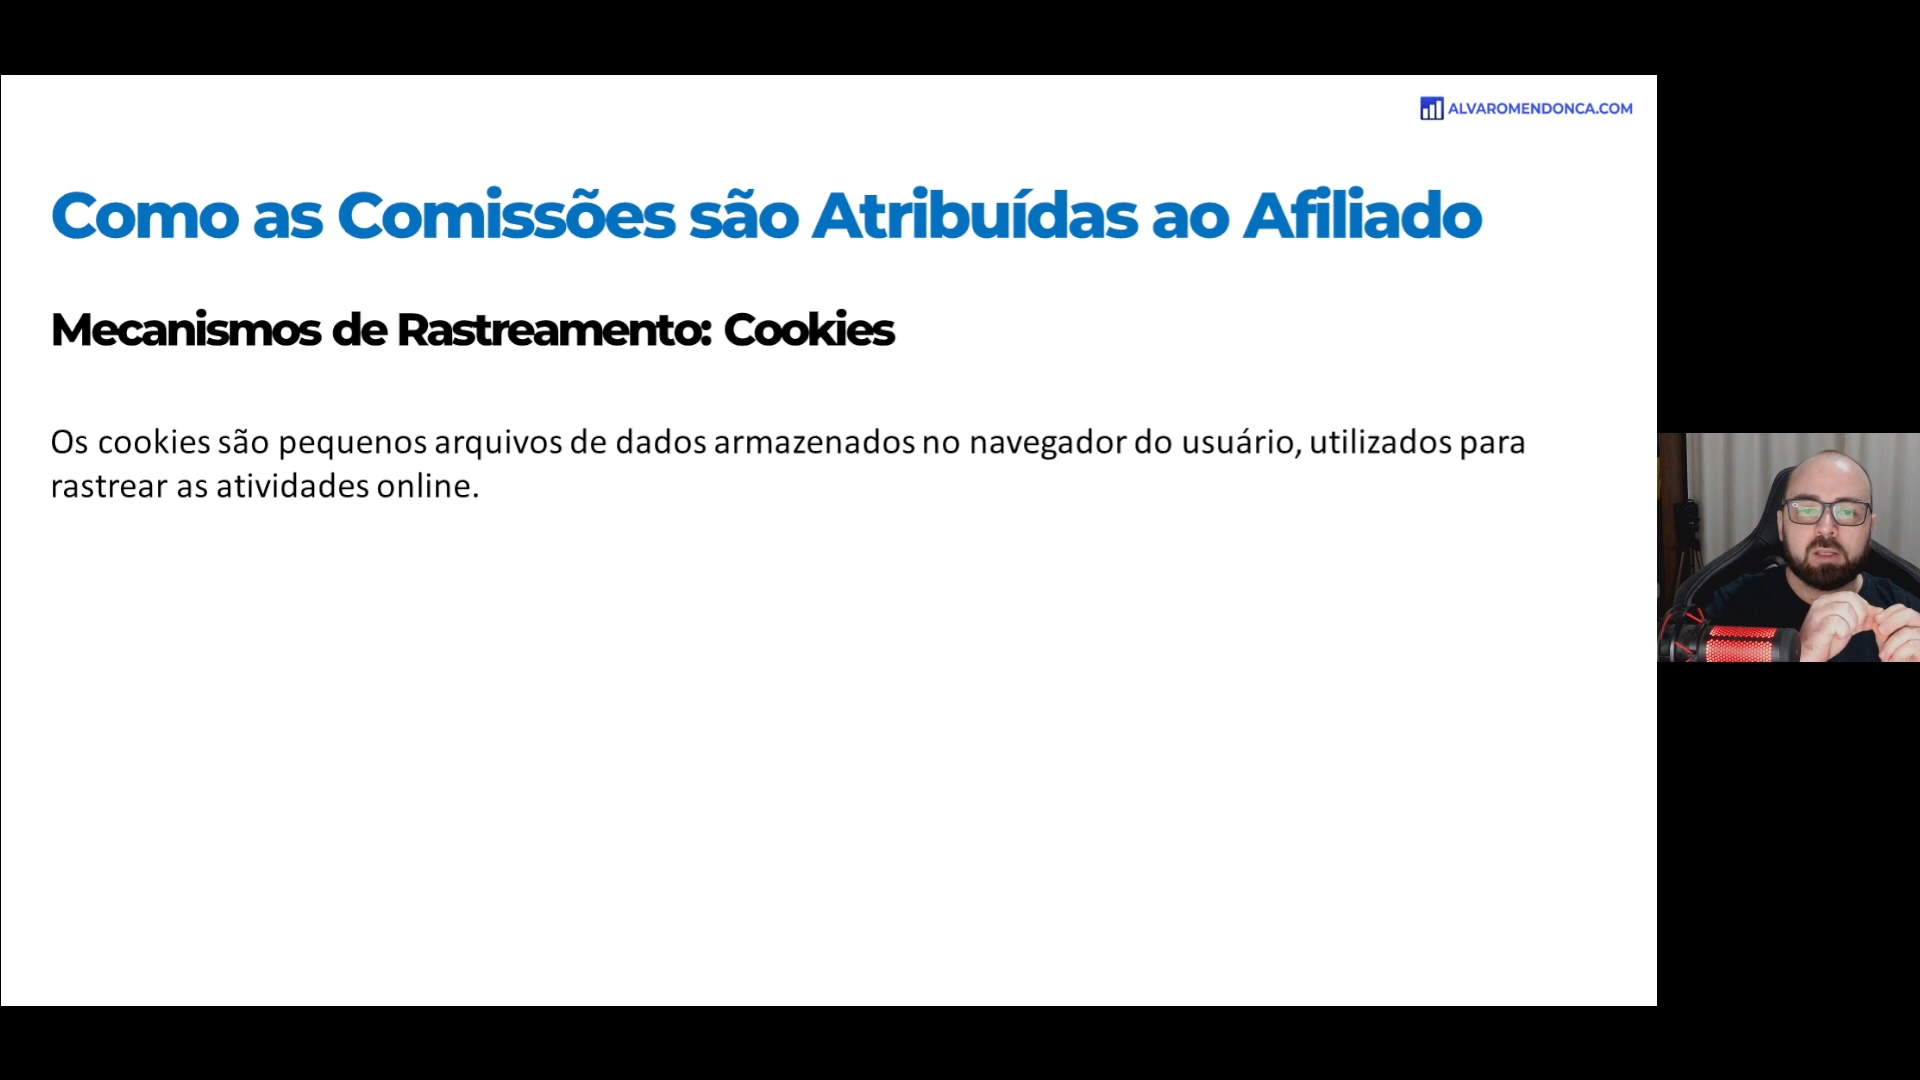 ALVAROMENDONCA.COM
Como as Comissões são Atribuídas ao Afiliado
Mecanismos de Rastreamento: Cookies
Os cookies são pequenos arquivos de dados armazenados no navegador do usuário, utilizados para
rastrear as atividades online.